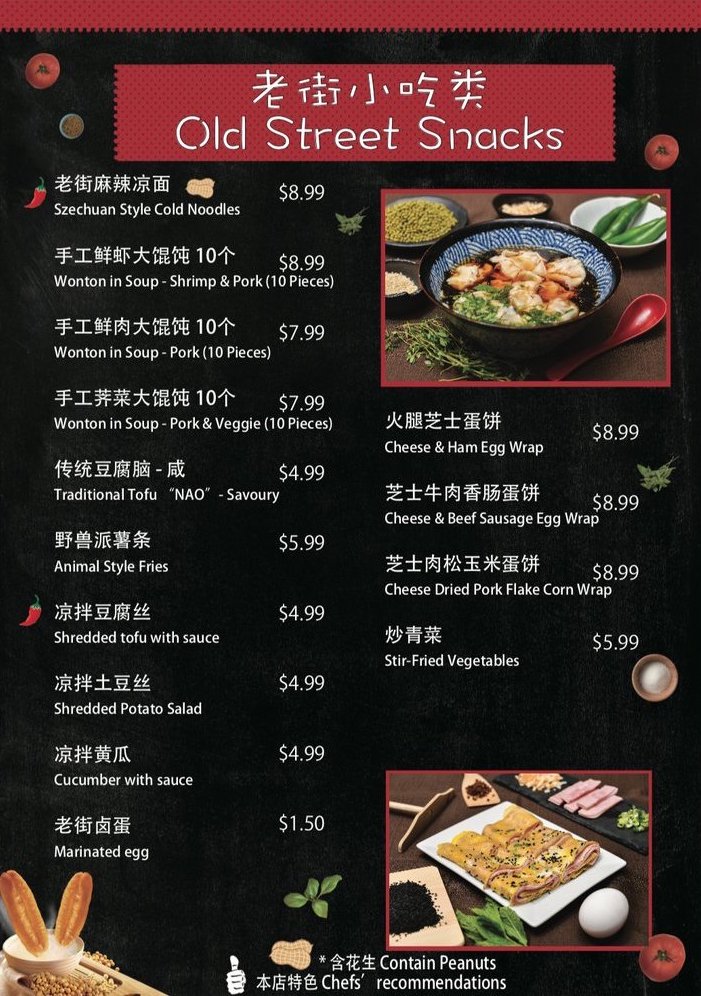 老街小吃类
Old Street Snacks
老街麻辣凉面
$8.99
Szechuan Style Cold Noodles
手工鲜虾大馄饨 10个
$8.99
Wonton in Soup - Shrimp & Pork (10 Pieces)
手工鲜肉大馄饨 10个
$7.99
Wonton in Soup - Pork (10 Pieces)
手工荠菜大馄饨 10个
$7.99
Wonton in Soup - Pork & Veggie (10 Pieces)
传统豆腐脑 - 咸
$4.99
Traditional Tofu “NAO” - Savoury
野兽派薯条
$5.99
Animal Style Fries
凉拌豆腐丝
$4.99
Shredded tofu with sauce
凉拌土豆丝
$4.99
Shredded Potato Salad
凉拌黄瓜
$4.99
Cucumber with sauce
老街卤蛋
$1.50
Marinated egg
火腿芝士蛋饼
$8.99
Cheese & Ham Egg Wrap
芝士牛肉香肠蛋饼
$8.99
Cheese & Beef Sausage Egg Wrap
芝士肉松玉米蛋饼
$8.99
Cheese Dried Pork Flake Corn Wrap
炒青菜
$5.99
Stir-Fried Vegetables
* 含花生 Contain Peanuts
本店特色 Chefs’ recommendations